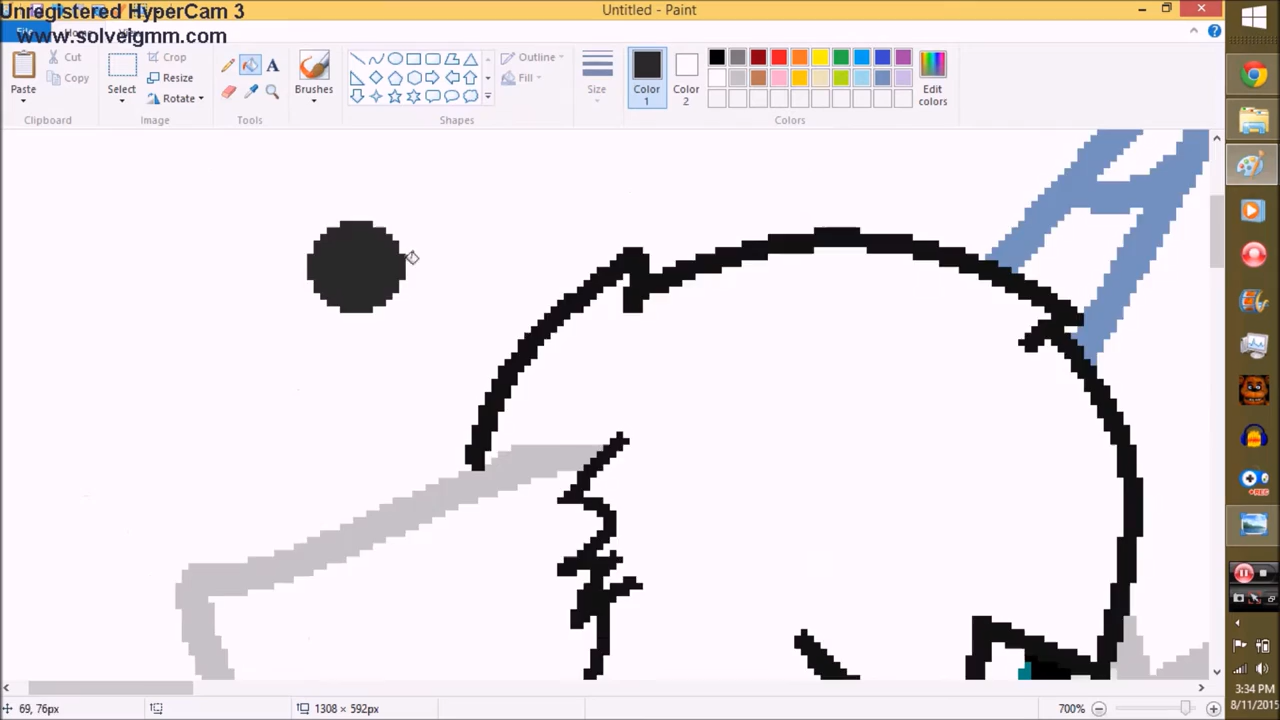 Unregistered HyperCam 3
www.solveigmm.com
Untitled - Paint
File
Paste
Cut
Copy
Clipboard
Select
Crop
Resize
Rotate
Image
Tools
Brushes
Outline
Fill
Shapes
Size
Color 1
Color 2
Edit colors
Colors
69, 76px
1308 × 592px
700%
3:34 PM
8/11/2015